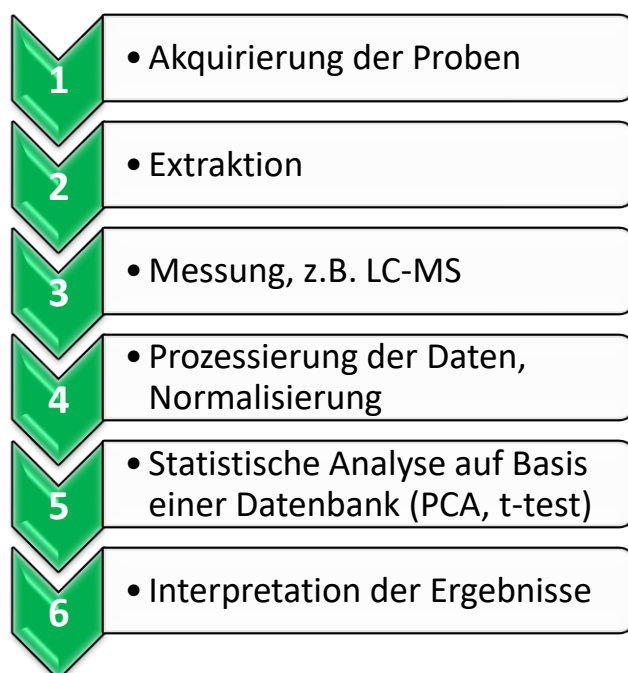 1
• Akquirierung der Proben
2
• Extraktion
3
• Messung, z.B. LC-MS
4
• Prozessierung der Daten,
Normalisierung
5
• Statistische Analyse auf Basis
einer Datenbank (PCA, t-test)
6
• Interpretation der Ergebnisse